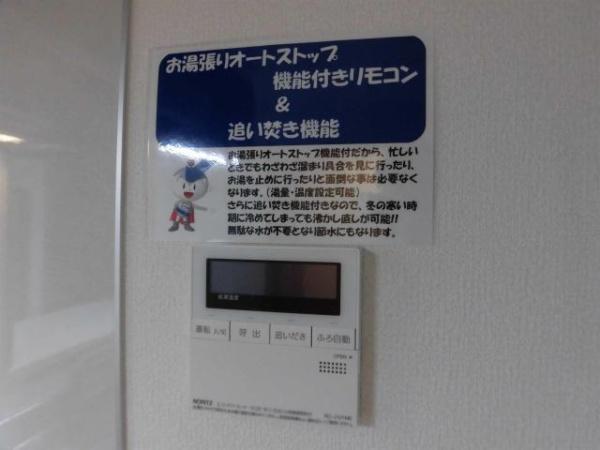 お湯張りオートストップ
機能付きリモコン
&
追い焚き機能
お湯張りオートストップ機能付だから、忙しい
ときでもわざわざ溜まり具合を見に行ったり、
お湯を止めに行ったりと面倒な事は必要なく
なります。(湯量・温度設定可能)
さらに追い焚き機能付きなので、冬の寒い時
期に冷めてしまっても沸かし直しが可能!!
無駄な水が不要となり節水にもなります。
給湯温度
運転 入/切 呼出 追いだき ふろ自動
OPEN
NORITZ